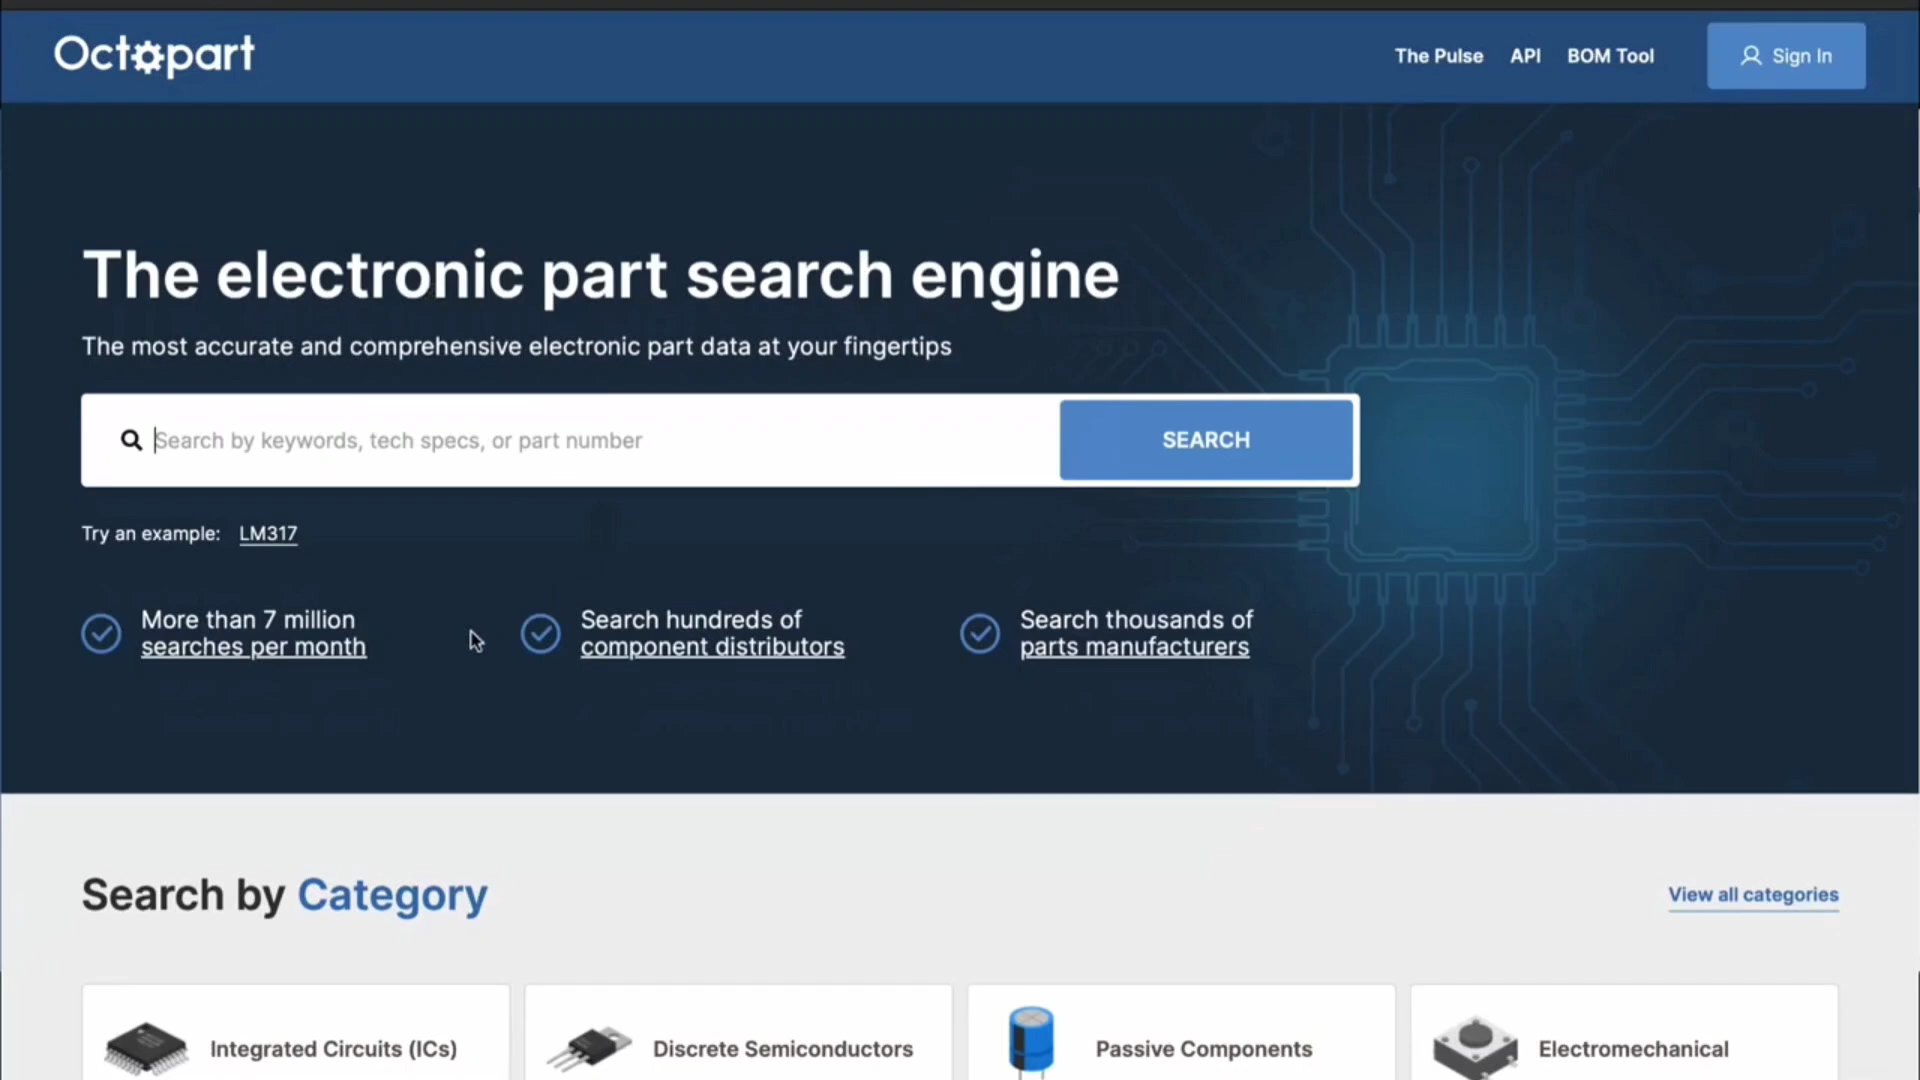 Octopart
The Pulse API BOM Tool Sign In
The electronic part search engine
The most accurate and comprehensive electronic part data at your fingertips
Search by keywords, tech specs, or part number
SEARCH
Try an example: LM317
More than 7 million
searches per month
Search hundreds of
component distributors
Search thousands of
parts manufacturers
Search by Category
View all categories
Integrated Circuits (ICs)
Discrete Semiconductors
Passive Components
Electromechanical